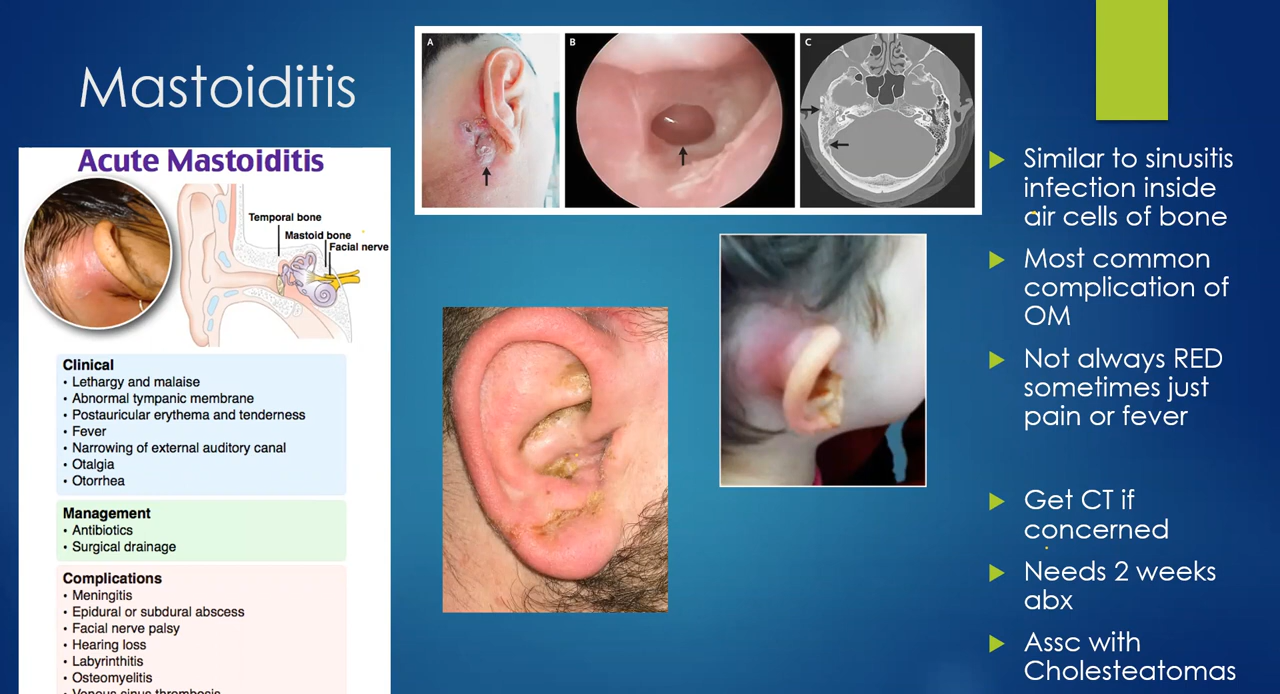 Mastoiditis
Acute Mastoiditis
Temporal bone
Mastoid bone
Facial nerve
Clinical
• Lethargy and malaise
• Abnormal tympanic membrane
• Postauricular erythema and tenderness
• Fever
• Narrowing of external auditory canal
• Otalgia
• Otorrhea
Management
• Antibiotics
• Surgical drainage
Complications
• Meningitis
• Epidural or subdural abscess
• Facial nerve palsy
• Hearing loss
• Labyrinthitis
• Osteomyelitis
• Venous sinus thrombosis
A
B
C
Similar to sinusitis
infection inside
air cells of bone
Most common
complication of
OM
Not always RED
sometimes just
pain or fever
Get CT if
concerned
Needs 2 weeks
abx
Assc with
Cholesteatomas